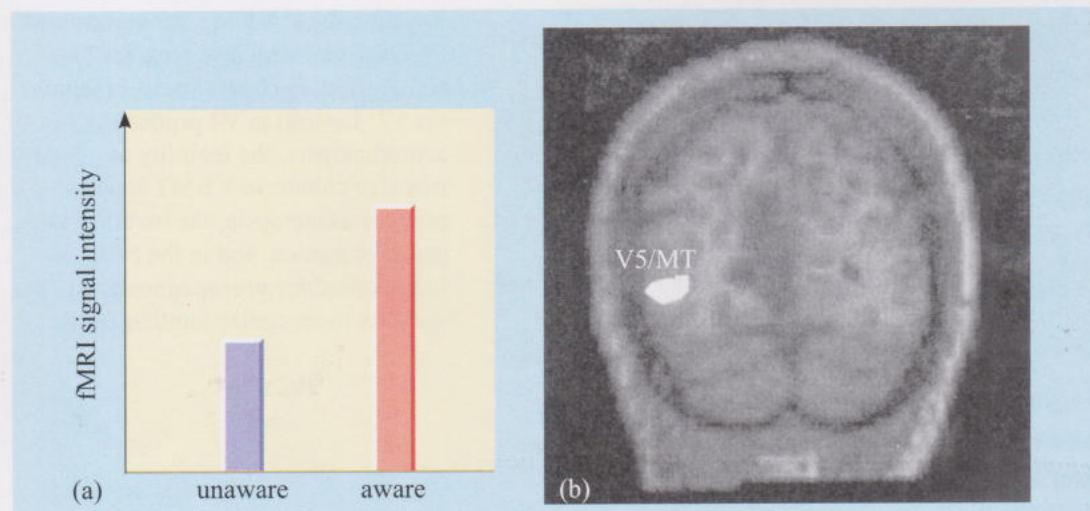 fMRI signal intensity
unaware
aware
(a)
V5/MT
(b)